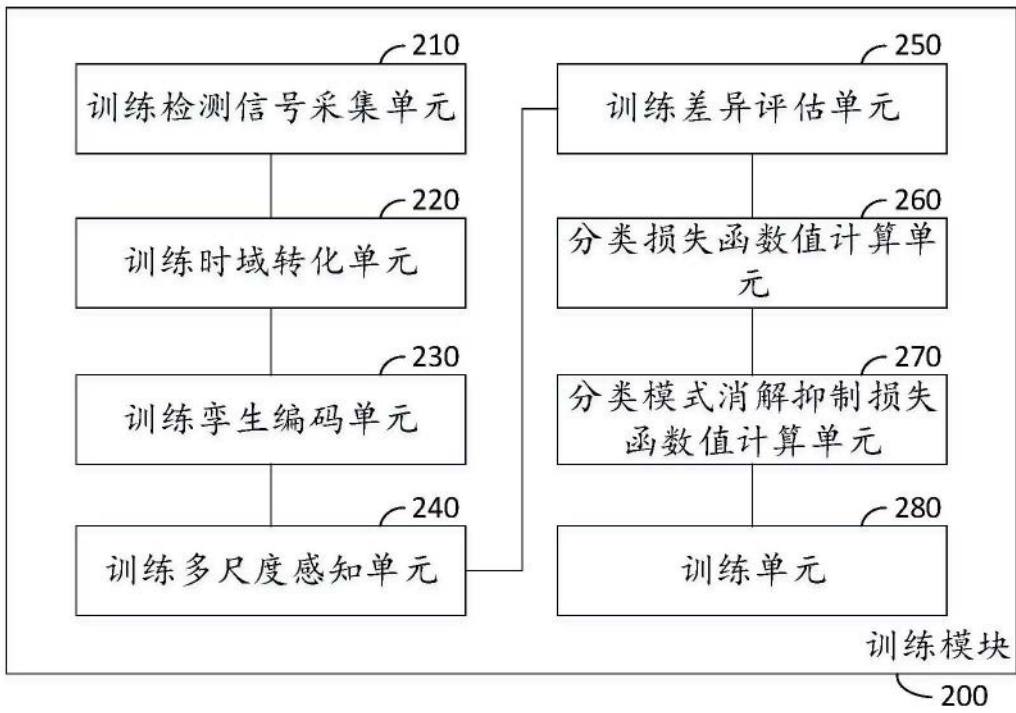 210
训练检测信号采集单元
220
训练时域转化单元
230
训练孪生编码单元
240
训练多尺度感知单元
250
训练差异评估单元
260
分类损失函数值计算单
元
270
分类模式消解抑制损失
函数值计算单元
280
训练单元
训练模块
200